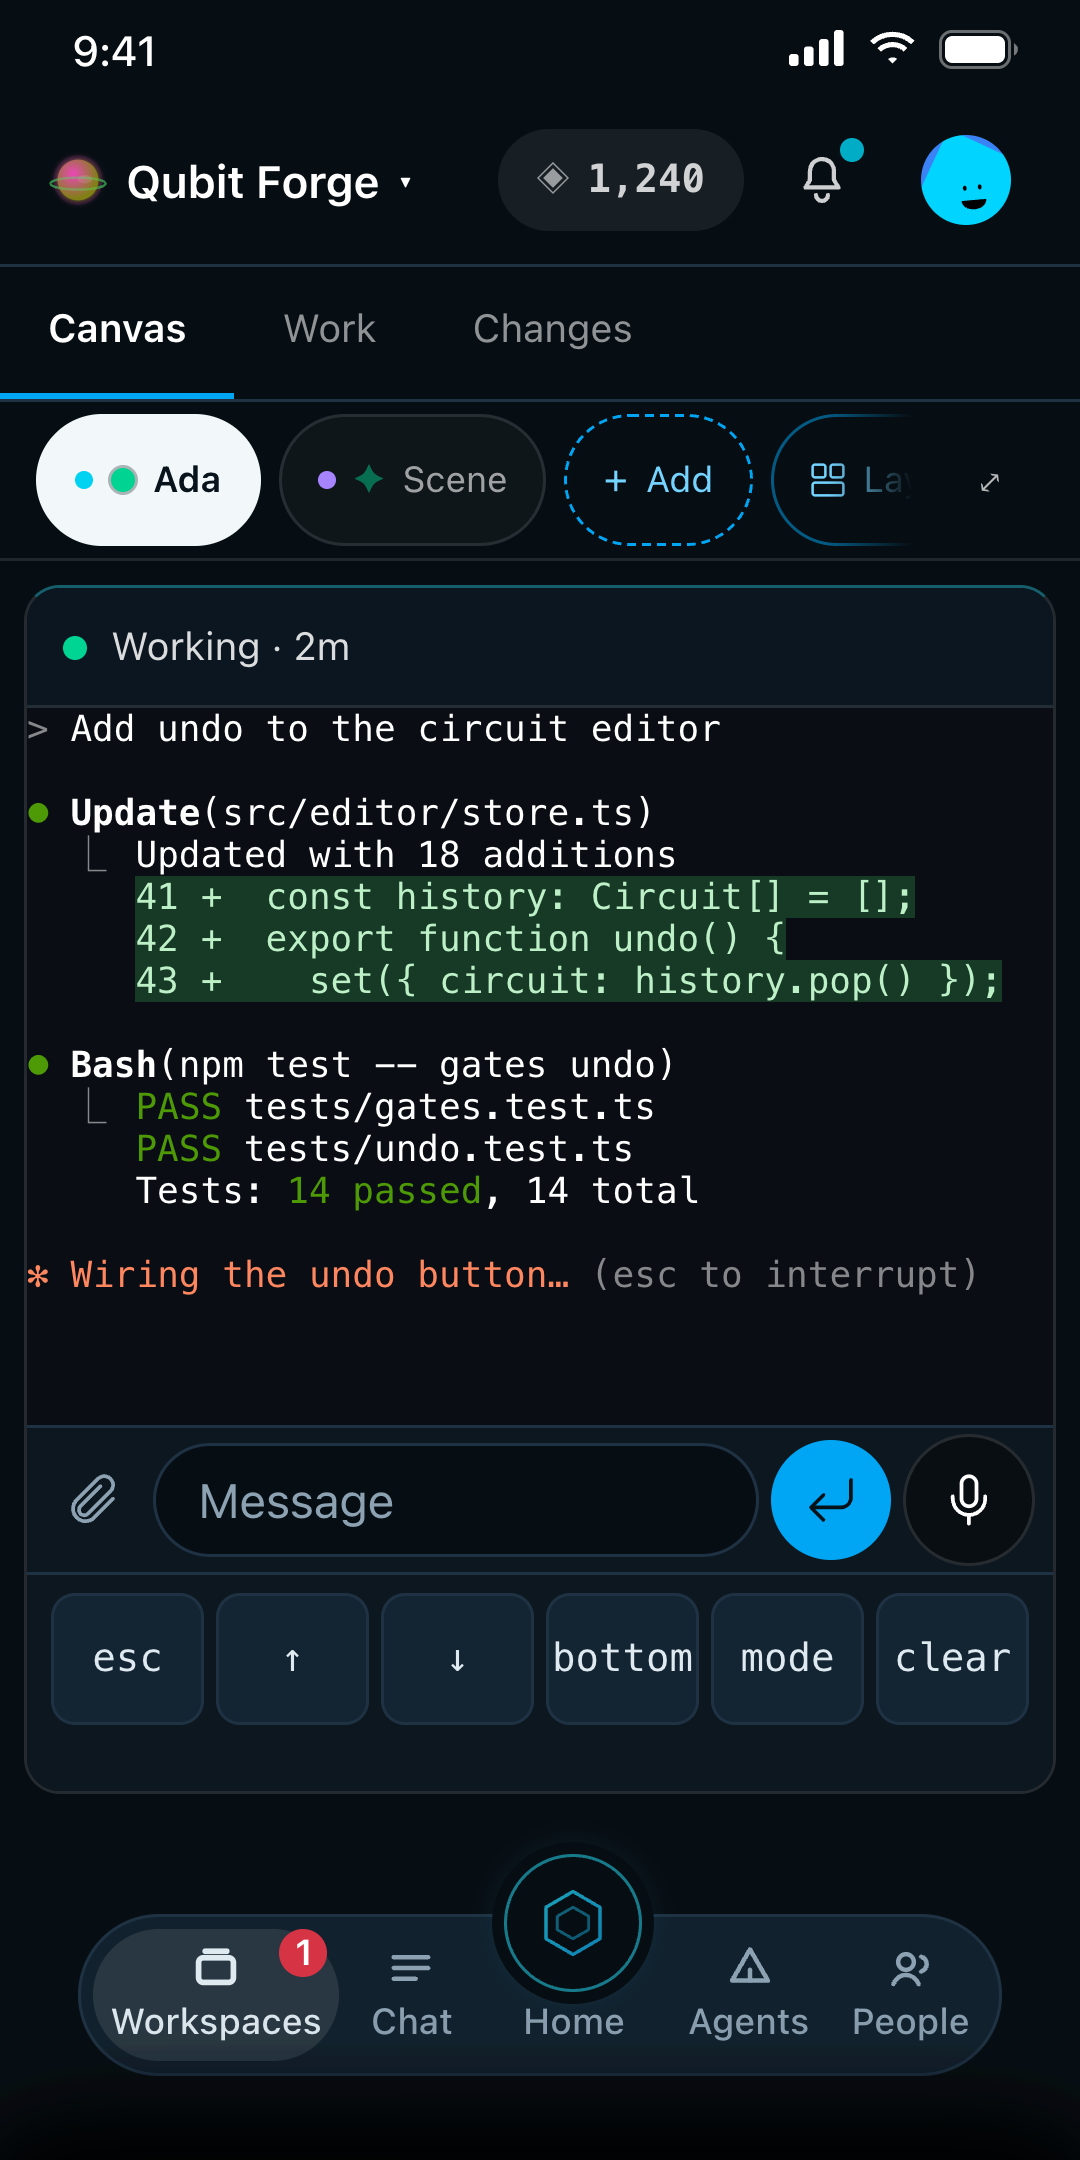 9:41
Qubit Forge ▾
◈ 1,240
Canvas Work Changes
Ada Scene + Add Lay
Working · 2m
> Add undo to the circuit editor
● Update(src/editor/store.ts)
⎿ Updated with 18 additions
41 +  const history: Circuit[] = [];
42 +  export function undo() {
43 +    set({ circuit: history.pop() });
● Bash(npm test -- gates undo)
⎿ PASS tests/gates.test.ts
PASS tests/undo.test.ts
Tests: 14 passed, 14 total
✻ Wiring the undo button… (esc to interrupt)
Message
esc ↑ ↓ bottom mode clear
1
Workspaces Chat Home Agents People